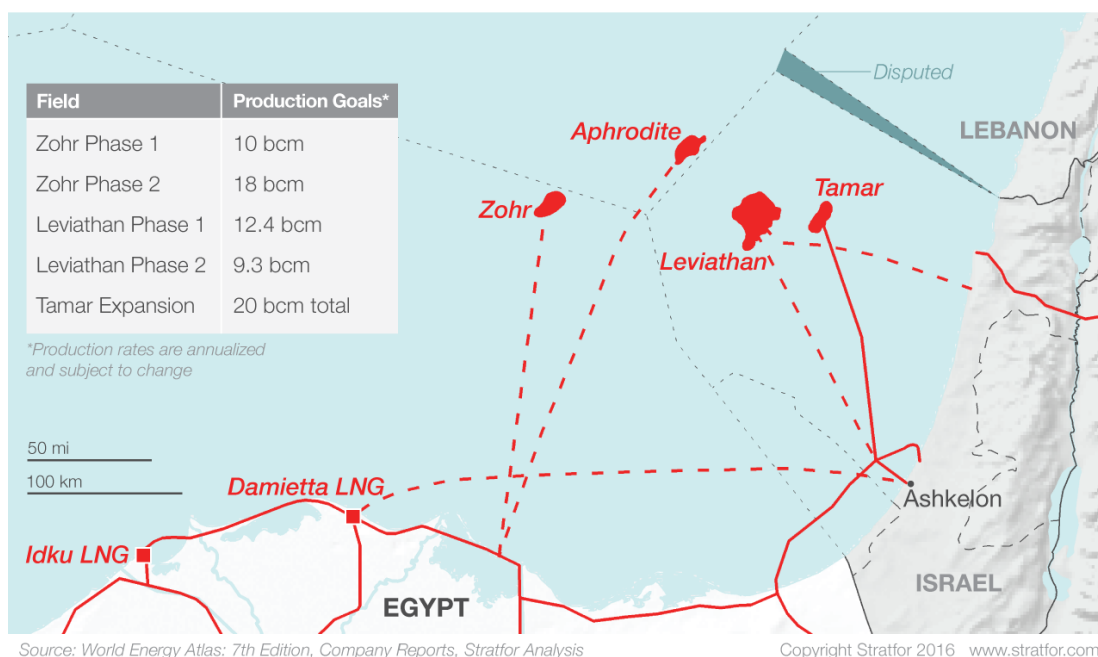 Disputed
Field Production Goals*
Zohr Phase 1 10 bcm
Zohr Phase 2 18 bcm
Leviathan Phase 1 12.4 bcm
Leviathan Phase 2 9.3 bcm
Tamar Expansion 20 bcm total
*Production rates are annualized
and subject to change
Aphrodite
LEBANON
Zohr
Tamar
Leviathan
50 mi
100 km
Damietta LNG
Ashkelon
Idku LNG
EGYPT
ISRAEL
Source: World Energy Atlas: 7th Edition, Company Reports, Stratfor Analysis
Copyright Stratfor 2016 www.stratfor.com